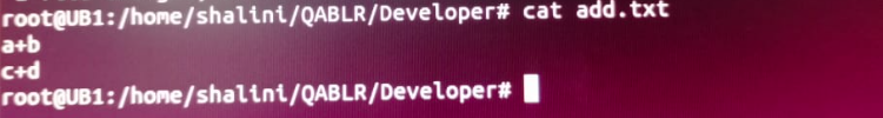 root@UB1:/home/shalini/QABLR/Developer# cat add.txt
a+b
c+d
root@UB1:/home/shalini/QABLR/Developer#